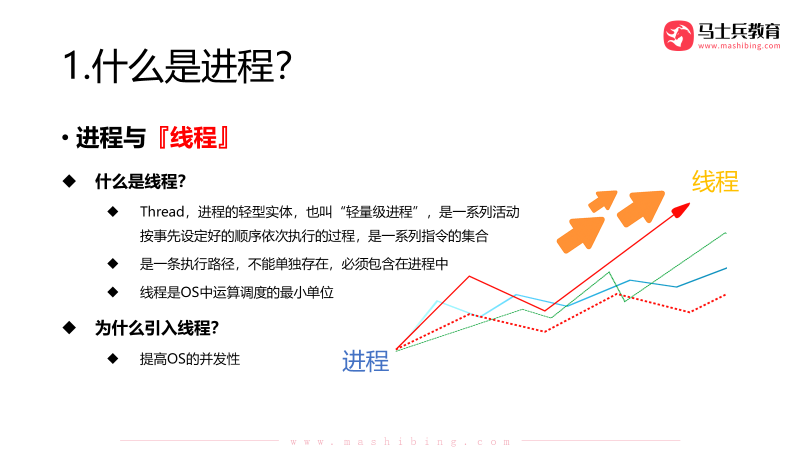 马士兵教育
www.mashibing.com
1.什么是进程？
• 进程与『线程』
◆ 什么是线程？
◆ Thread，进程的轻型实体，也叫“轻量级进程”，是一系列活动
按事先设定好的顺序依次执行的过程，是一系列指令的集合
◆ 是一条执行路径，不能单独存在，必须包含在进程中
◆ 线程是OS中运算调度的最小单位
◆ 为什么引入线程？
◆ 提高OS的并发性
线程
进程
www.mashibing.com